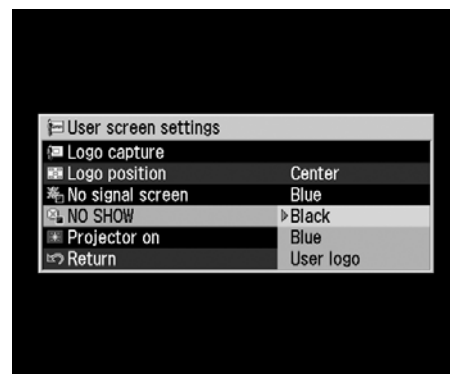 User screen settings
Logo capture
Logo position Center
No signal screen Blue
NO SHOW Black
Projector on Blue
Return User logo